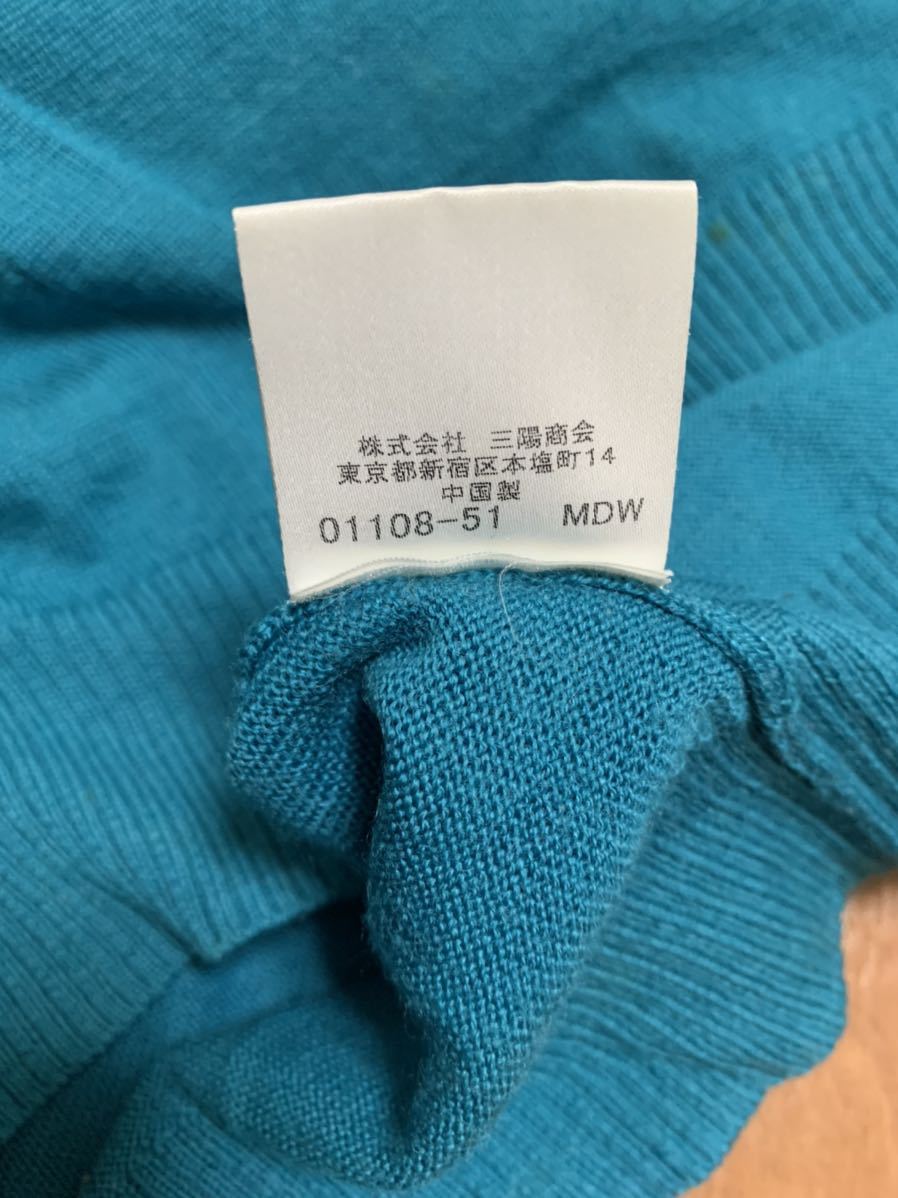 株式会社 三陽商会
東京都新宿区本塩町14
中国製
01108-51 MDW